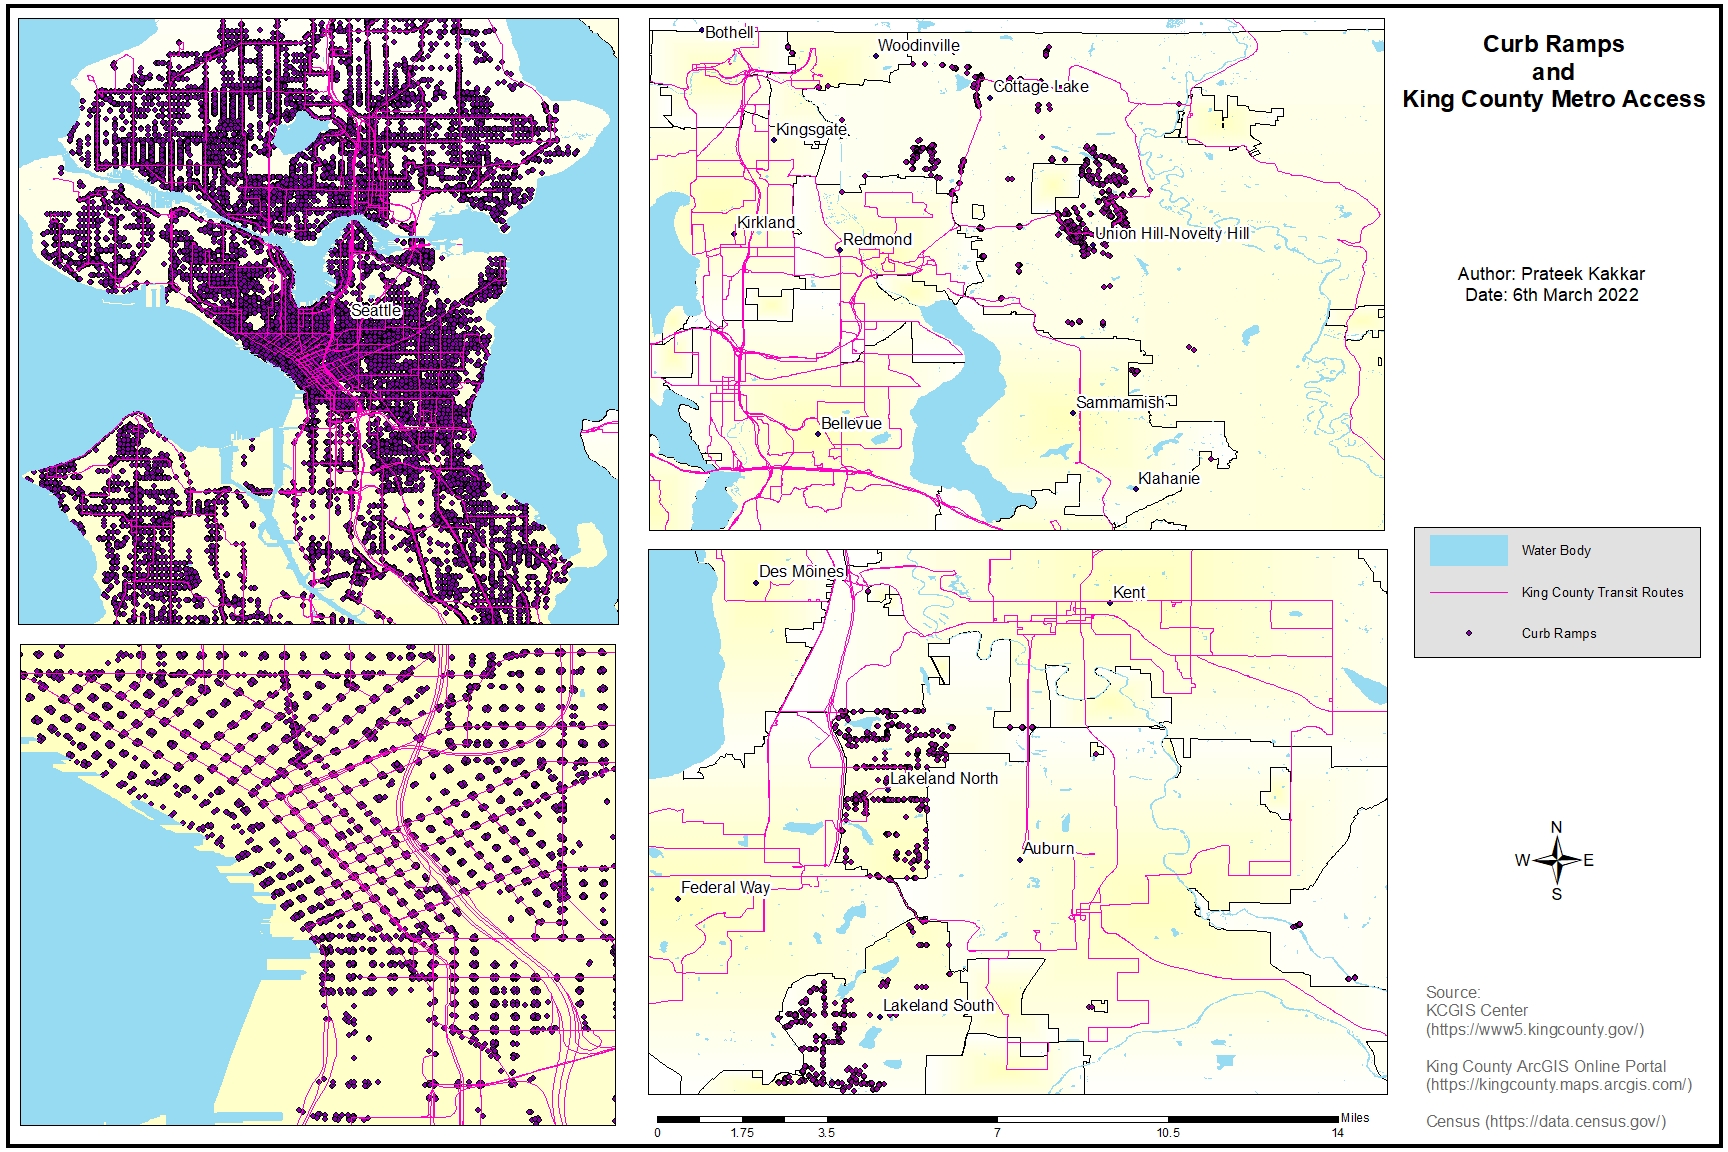 Curb Ramps
and
King County Metro Access
Author: Prateek Kakkar
Date: 6th March 2022
Seattle
Bothell
Woodinville
Cottage Lake
Kingsgate
Kirkland
Redmond
Union Hill-Novelty Hill
Sammamish
Bellevue
Klahanie
Des Moines
Kent
Lakeland North
Auburn
Federal Way
Lakeland South
Water Body
King County Transit Routes
Curb Ramps
N
W E
S
Source:
KCGIS Center
(https://www5.kingcounty.gov/)
King County ArcGIS Online Portal
(https://kingcounty.maps.arcgis.com/)
Census (https://data.census.gov/)
Miles
0 1.75 3.5 7 10.5 14